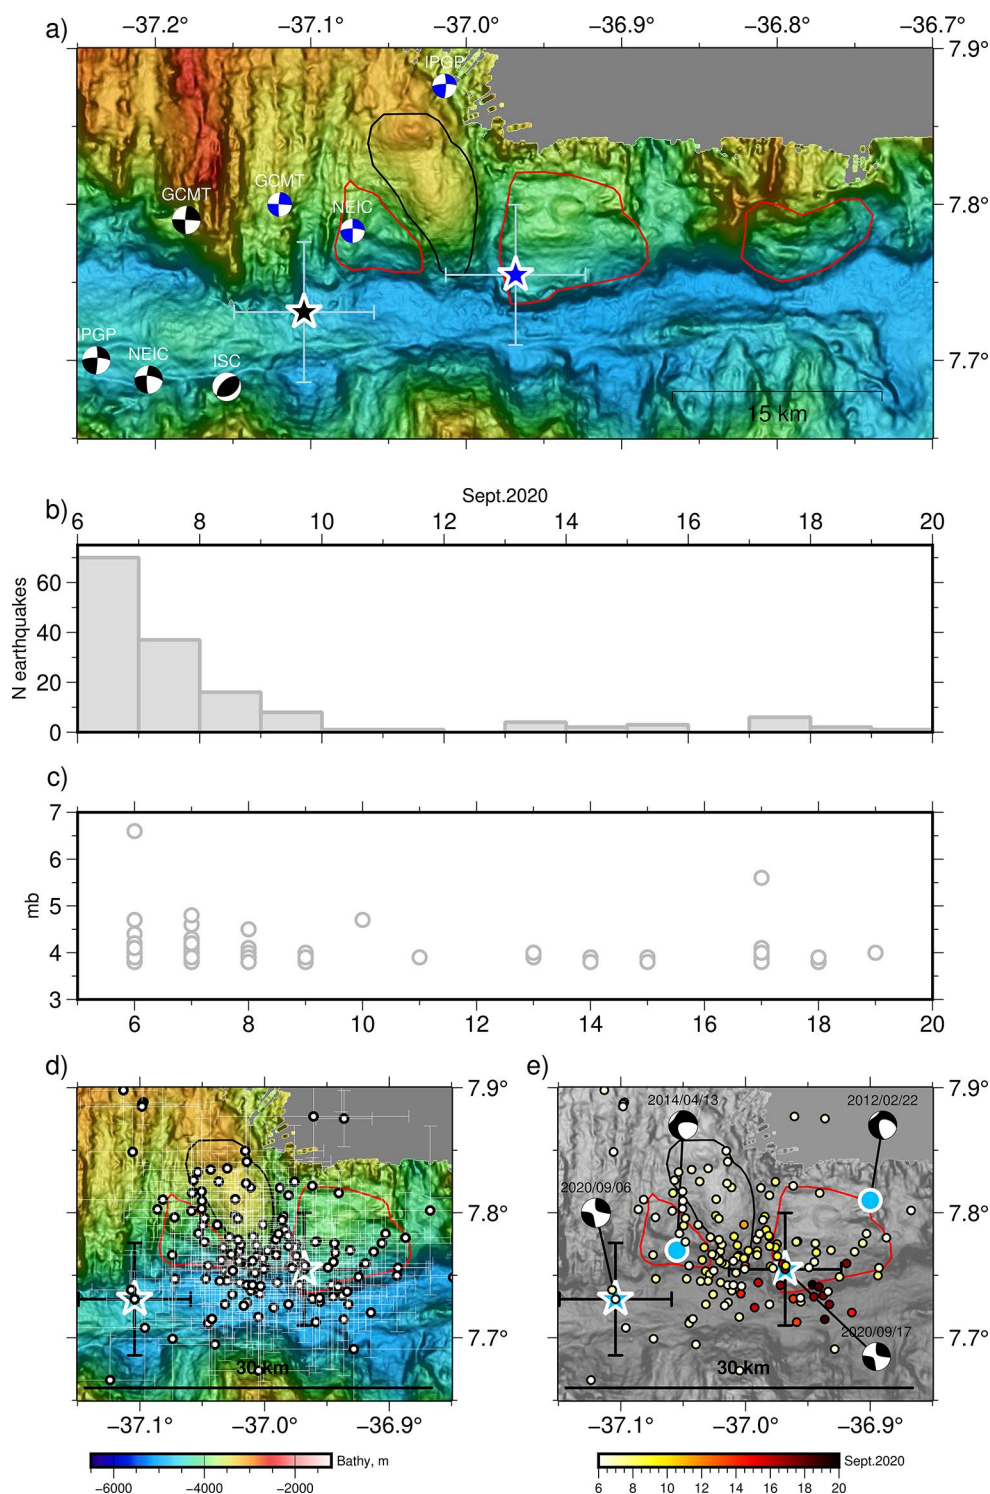 a)
−37.2° −37.1° −37.0° −36.9° −36.8° −36.7°
7.9°
IPGP
GCMT GCMT
NEIC
7.8°
IPGP
NEIC ISC
7.7°
15 km
b)
Sept.2020
6 8 10 12 14 16 18 20
N earthquakes
60
40
20
0
c)
mb
7
6
5
4
3
6 8 10 12 14 16 18 20
d)
7.9°
7.8°
7.7°
30 km
−37.1° −37.0° −36.9°
Bathy, m
−6000 −4000 −2000
e)
7.9°
2014/04/13 2012/02/22
2020/09/06
7.8°
7.7°
2020/09/17
30 km
−37.1° −37.0° −36.9°
Sept.2020
6 8 10 12 14 16 18 20